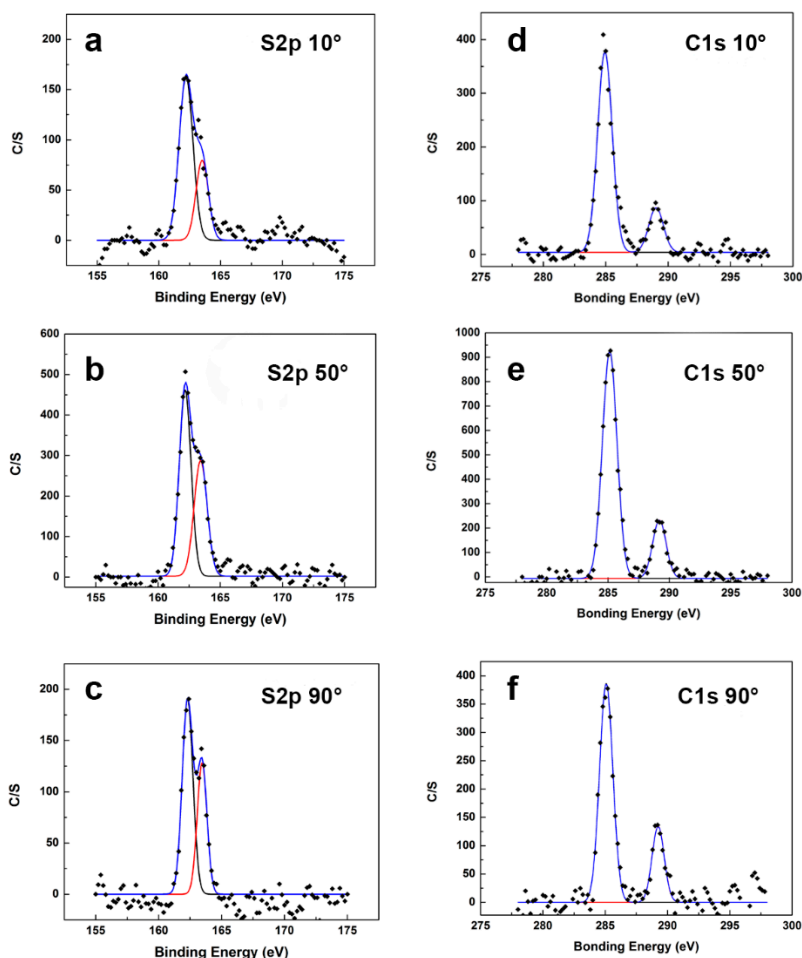 a
S2p 10°
200
150
100
50
0
C/S
155 160 165 170 175
Binding Energy (eV)
d
C1s 10°
400
300
200
100
0
C/S
275 280 285 290 295 300
Bonding Energy (eV)
b
S2p 50°
600
500
400
300
200
100
0
C/S
155 160 165 170 175
Binding Energy (eV)
e
C1s 50°
1000
900
800
700
600
500
400
300
200
100
0
C/S
275 280 285 290 295 300
Bonding Energy (eV)
c
S2p 90°
200
150
100
50
0
C/S
155 160 165 170 175
Binding Energy (eV)
f
C1s 90°
400
350
300
250
200
150
100
50
0
C/S
275 280 285 290 295 300
Bonding Energy (eV)